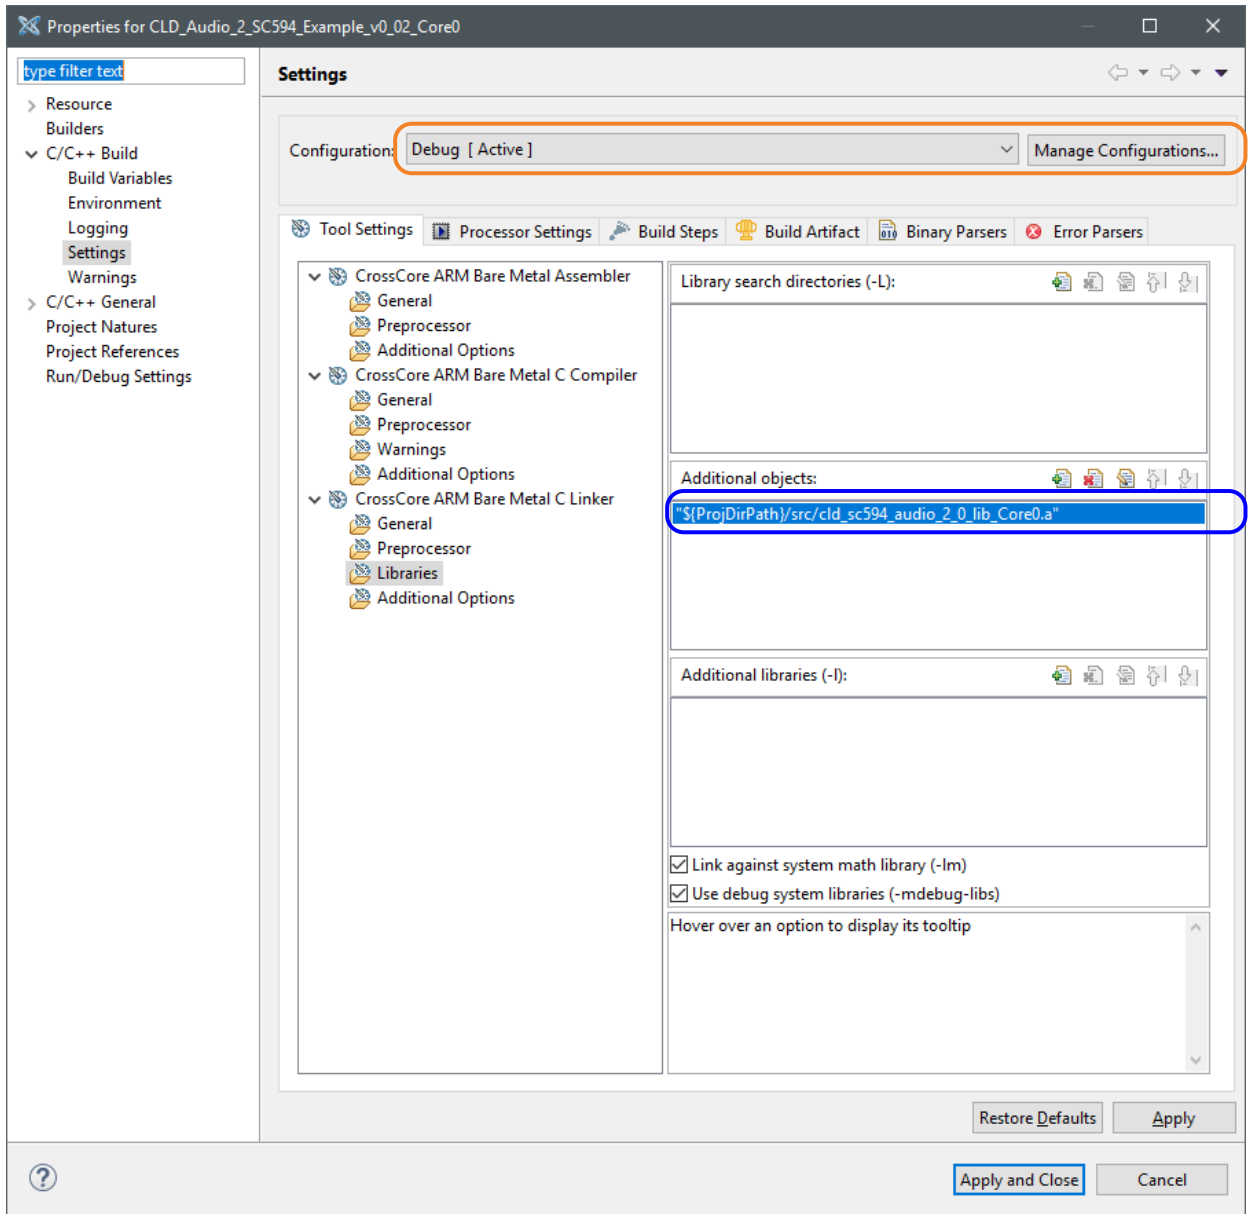 Properties for CLD_Audio_2_SC594_Example_v0_02_Core0
type filter text
Resource
Builders
C/C++ Build
Build Variables
Environment
Logging
Settings
Warnings
C/C++ General
Project Natures
Project References
Run/Debug Settings
Settings
Configuration:
Debug [ Active ]
Manage Configurations...
Tool Settings
Processor Settings
Build Steps
Build Artifact
Binary Parsers
Error Parsers
CrossCore ARM Bare Metal Assembler
General
Preprocessor
Additional Options
CrossCore ARM Bare Metal C Compiler
General
Preprocessor
Warnings
Additional Options
CrossCore ARM Bare Metal C Linker
General
Preprocessor
Libraries
Additional Options
Library search directories (-L):
Additional objects:
"${ProjDirPath}/src/cld_sc594_audio_2_0_lib_Core0.a"
Additional libraries (-l):
Link against system math library (-lm)
Use debug system libraries (-mdebug-libs)
Hover over an option to display its tooltip
Restore Defaults
Apply
?
Apply and Close
Cancel